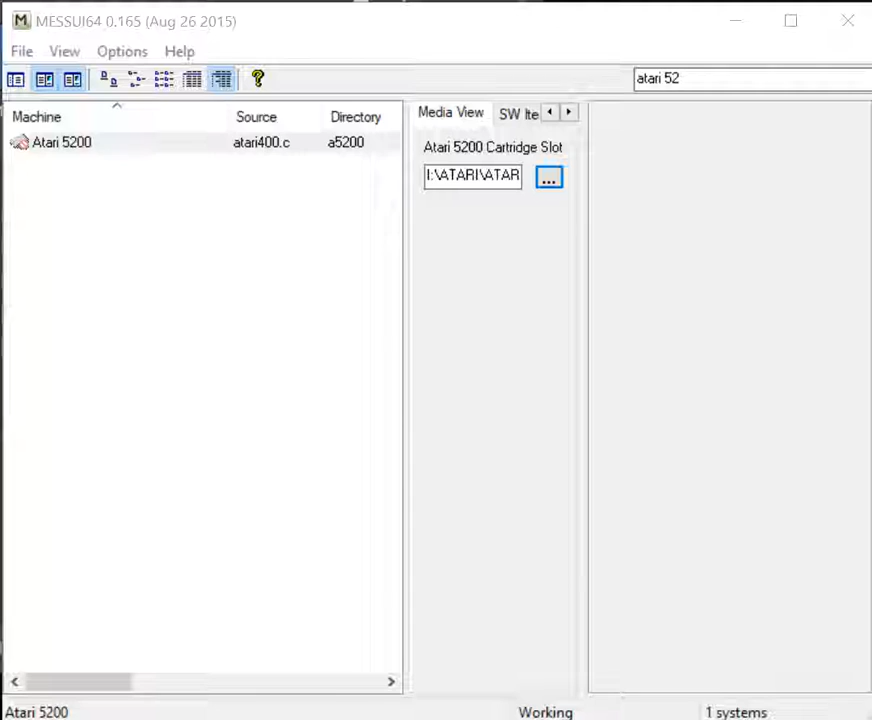 MESSUI64 0.165 (Aug 26 2015)
File View Options Help
atari 52
Machine Source Directory
Atari 5200 atari400.c a5200
Media View SW Ite
Atari 5200 Cartridge Slot
I:\ATARI\ATAR ...
Atari 5200 Working 1 systems